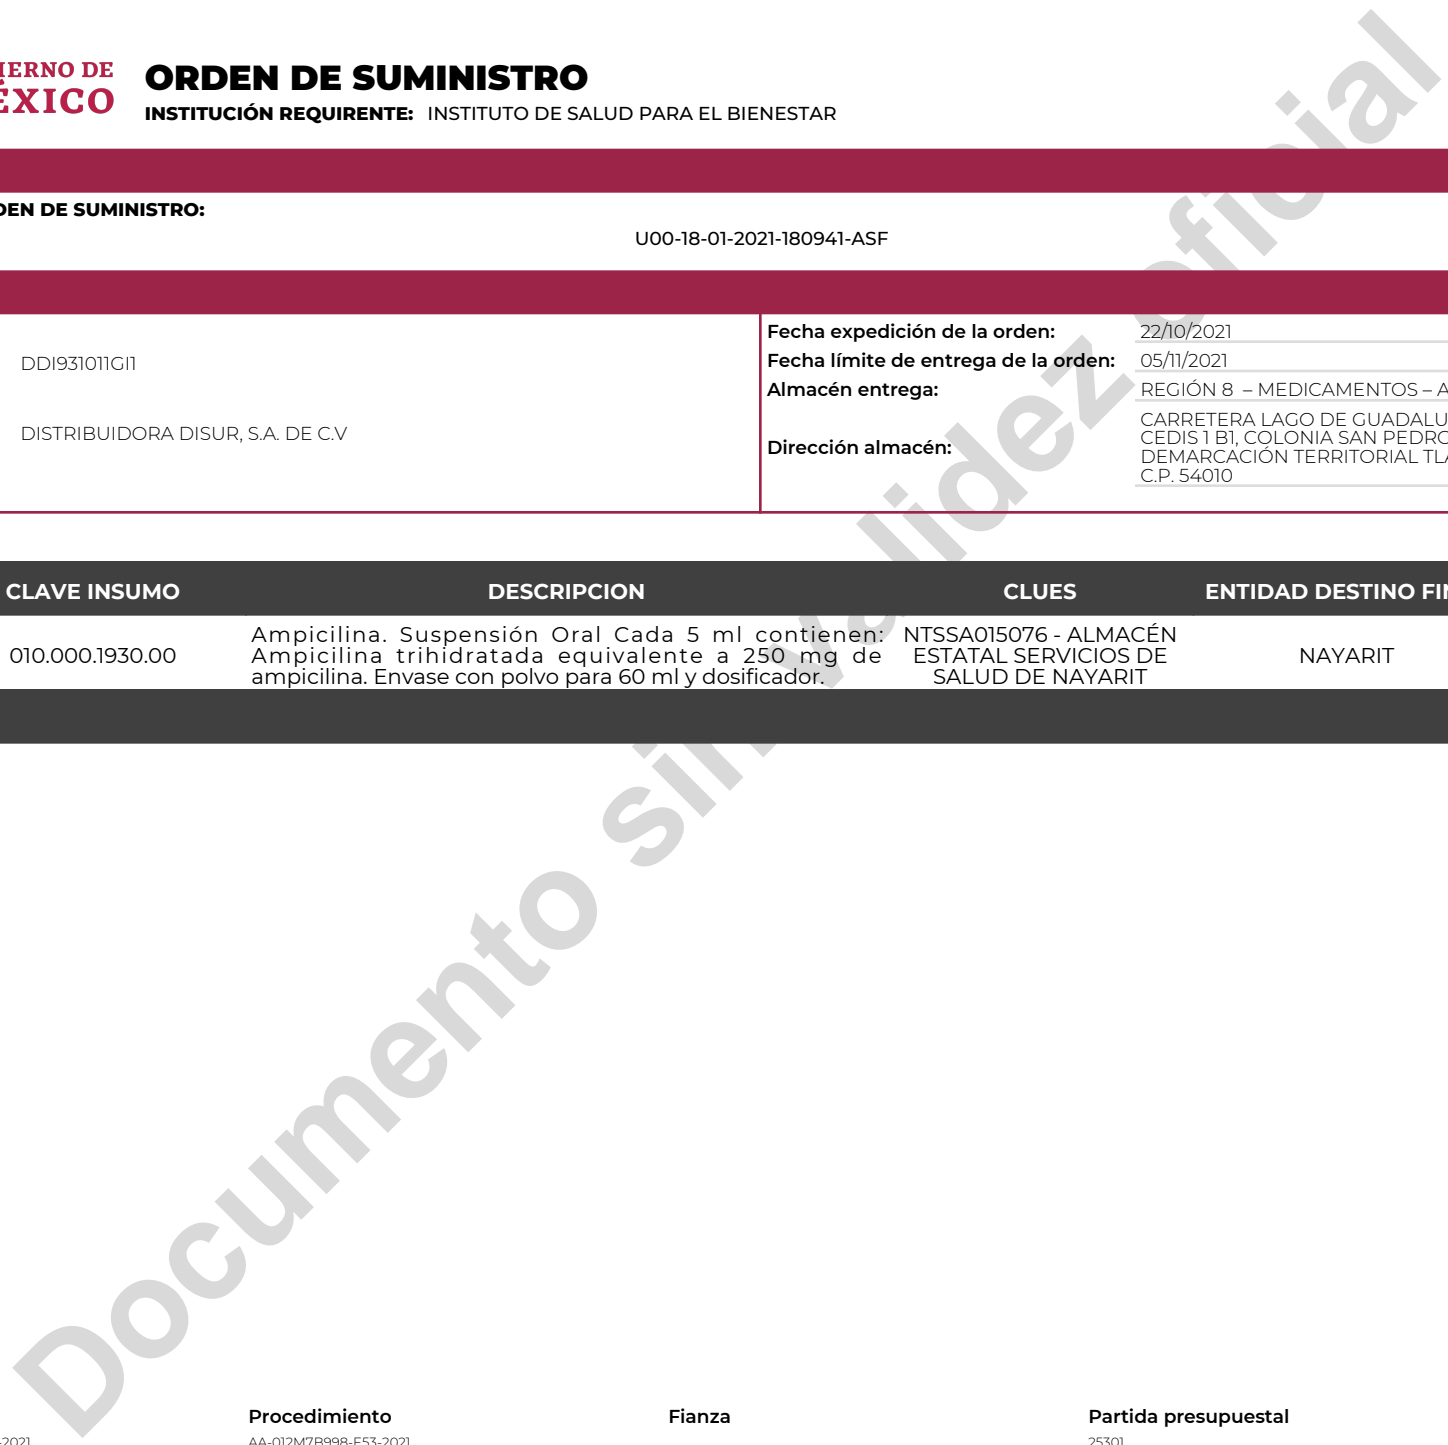 IERNO DE
ÉXICO
ORDEN DE SUMINISTRO
INSTITUCIÓN REQUIRENTE: INSTITUTO DE SALUD PARA EL BIENESTAR
DEN DE SUMINISTRO:
U00-18-01-2021-180941-ASF
DDI931011GI1
DISTRIBUIDORA DISUR, S.A. DE C.V
Fecha expedición de la orden: 22/10/2021
Fecha límite de entrega de la orden: 05/11/2021
Almacén entrega: REGIÓN 8 – MEDICAMENTOS – A
Dirección almacén:
CARRETERA LAGO DE GUADALU
CEDIS 1 B1, COLONIA SAN PEDRO
DEMARCACIÓN TERRITORIAL TLA
C.P. 54010
CLAVE INSUMO DESCRIPCION CLUES ENTIDAD DESTINO FIN
010.000.1930.00
Ampicilina. Suspensión Oral Cada 5 ml contienen:
Ampicilina trihidratada equivalente a 250 mg de
ampicilina. Envase con polvo para 60 ml y dosificador.
NTSSA015076 - ALMACÉN
ESTATAL SERVICIOS DE
SALUD DE NAYARIT
NAYARIT
Documento sin validez oficial
Procedimiento Fianza Partida presupuestal
-2021 AA-012M7B998-E53-2021 25301